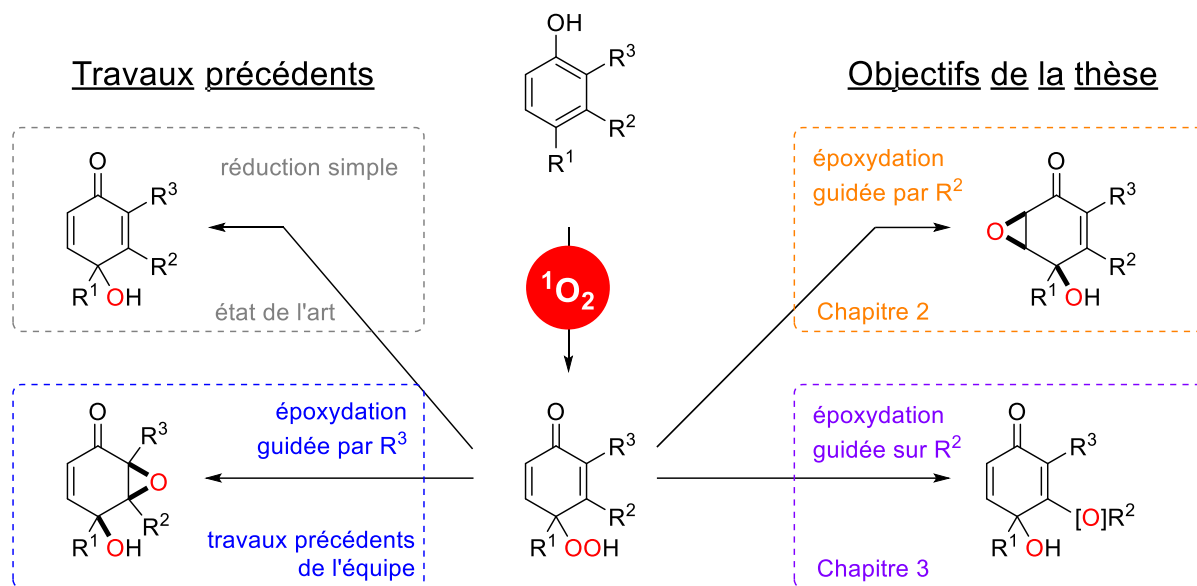 OH
R³
R²
R¹
Travaux précédents
Objectifs de la thèse
O
R³
R²
R¹
OH
réduction simple
état de l'art
¹O₂
époxydation
guidée par R²
O
R³
O
R²
R¹
OH
Chapitre 2
O
R³
O
R²
R¹
OH
époxydation
guidée par R³
travaux précédents
de l'équipe
O
R³
R²
R¹
OOH
époxydation
guidée sur R²
O
R³
[O]R²
R¹
OH
Chapitre 3